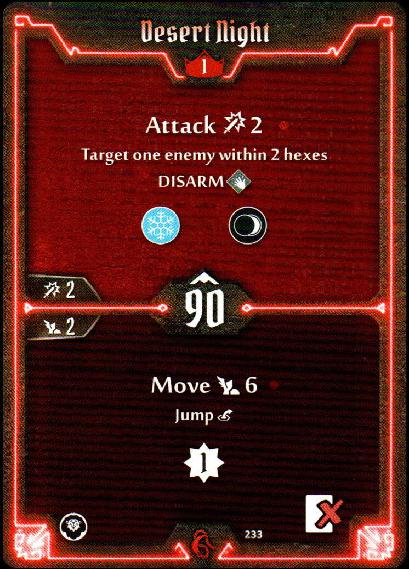 Desert Night
1
Attack 2
Target one enemy within 2 hexes
DISARM
2
90
2
Move 6
Jump
1
233